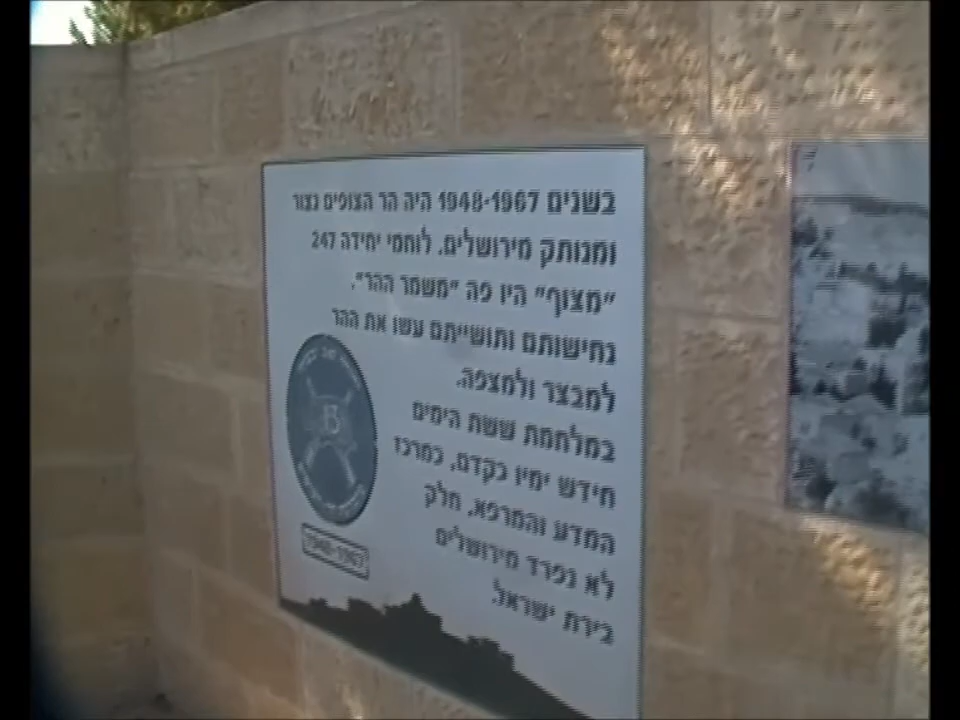 בשנים 1948-1967 היה הר הצופים נצור
ומנותק מירושלים. לוחמי יחידה 247
"מצוף" היו פה "משמר ההר".
נחישותם ותושייתם עשו את ההר
למבצר ולמצפה.
במלחמת ששת הימים
חידש ימיו כקדם, כמרכז
המדע והמרפא, חלק
לא נפרד מירושלים
בירת ישראל.
1948-1967